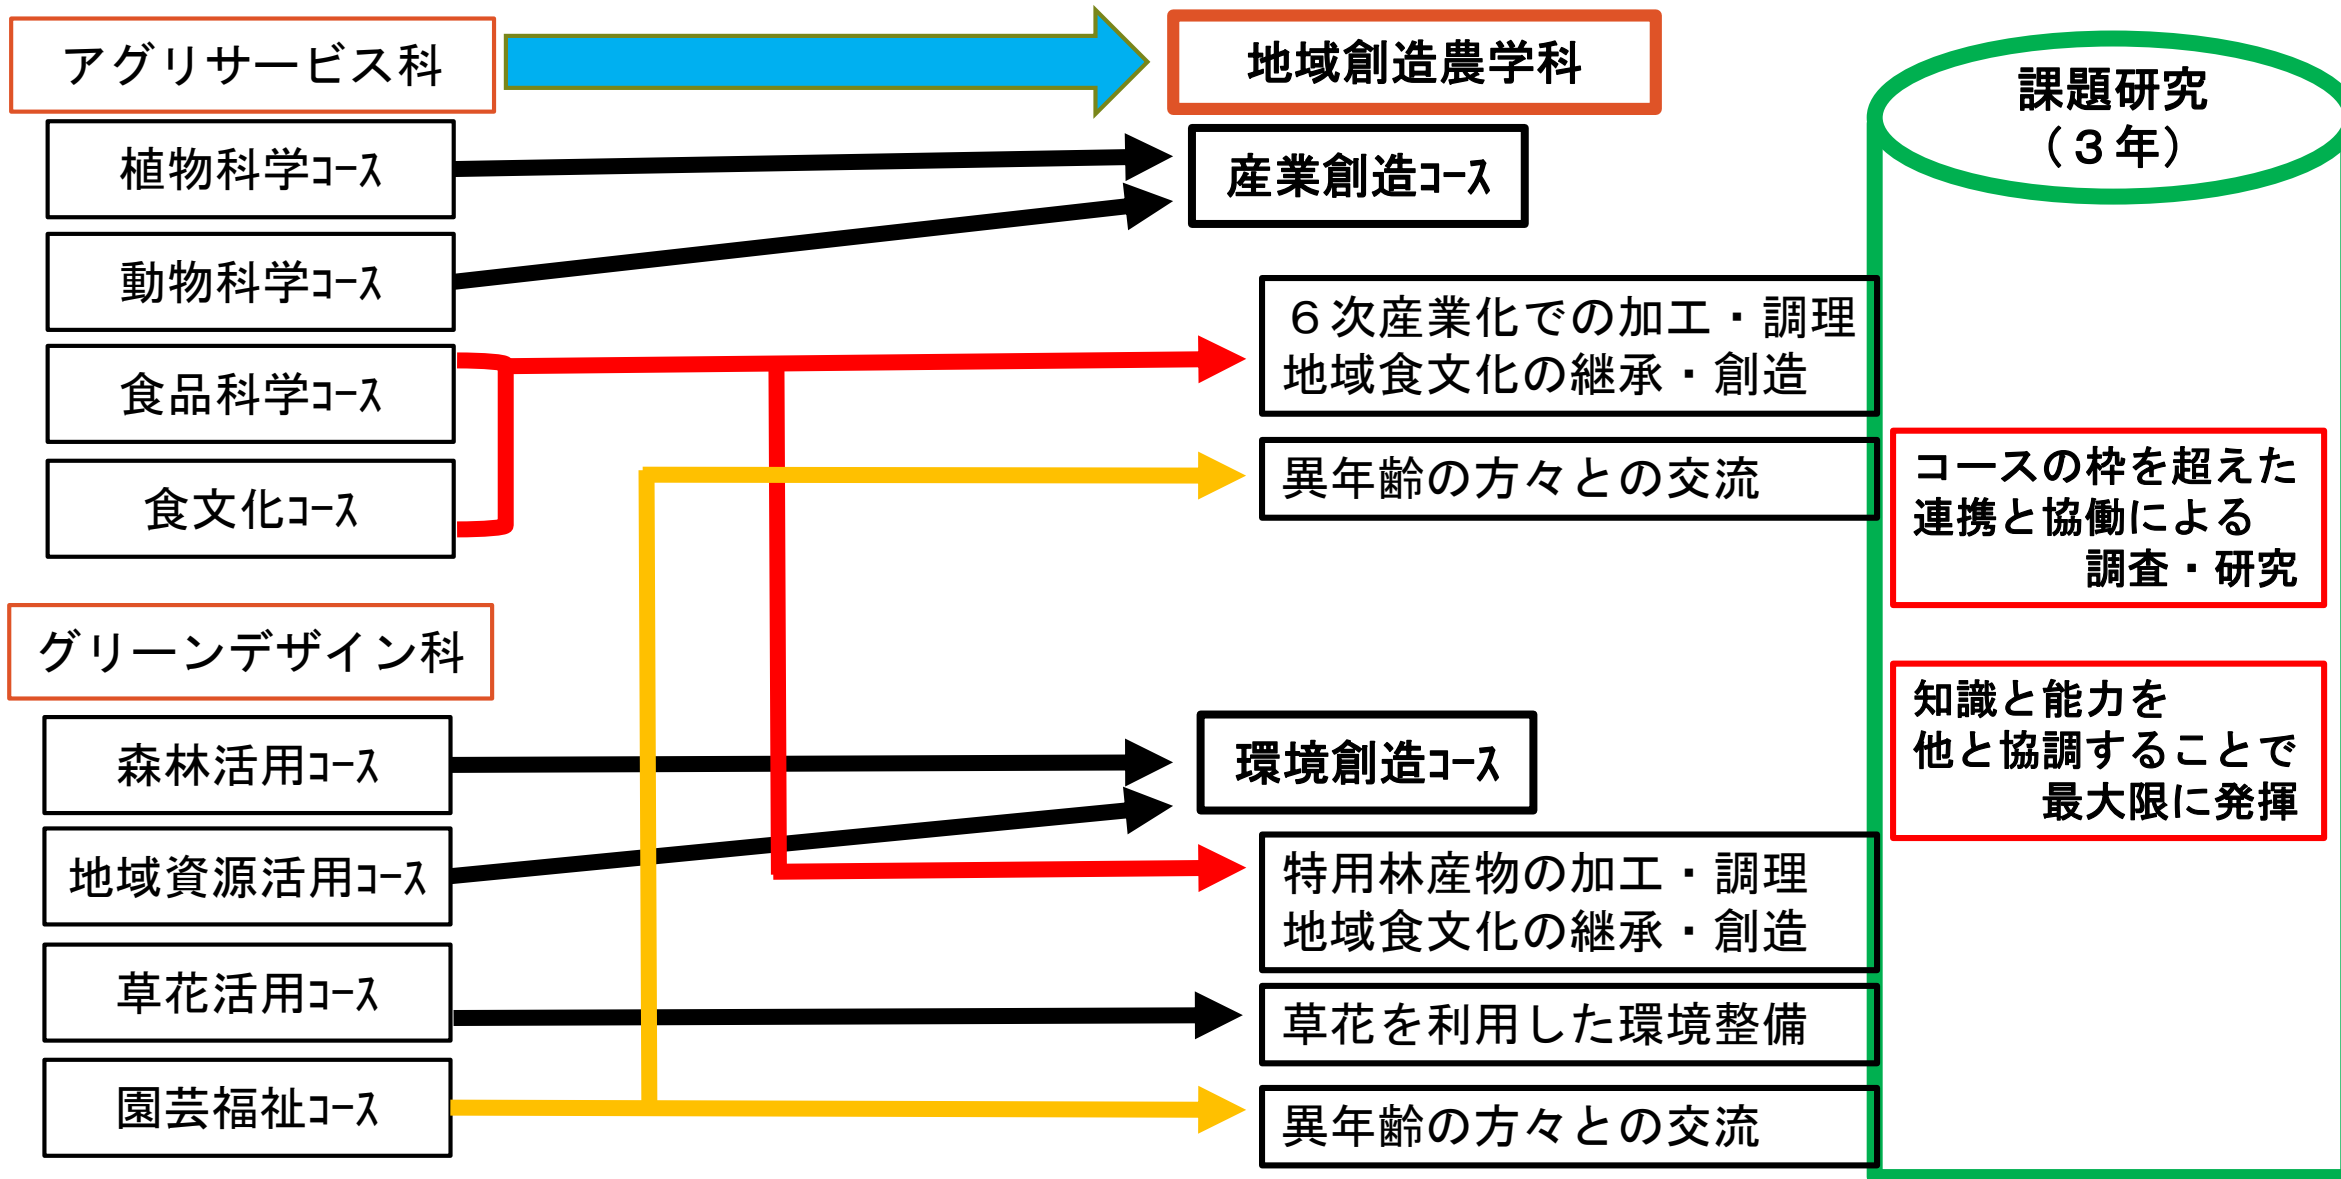 アグリサービス科
植物科学ｺｰｽ
動物科学ｺｰｽ
食品科学ｺｰｽ
食文化ｺｰｽ
グリーンデザイン科
森林活用ｺｰｽ
地域資源活用ｺｰｽ
草花活用ｺｰｽ
園芸福祉ｺｰｽ
地域創造農学科
産業創造ｺｰｽ
６次産業化での加工・調理
地域食文化の継承・創造
異年齢の方々との交流
環境創造ｺｰｽ
特用林産物の加工・調理
地域食文化の継承・創造
草花を利用した環境整備
異年齢の方々との交流
課題研究
（３年）
コースの枠を超えた
連携と協働による
調査・研究
知識と能力を
他と協調することで
最大限に発揮